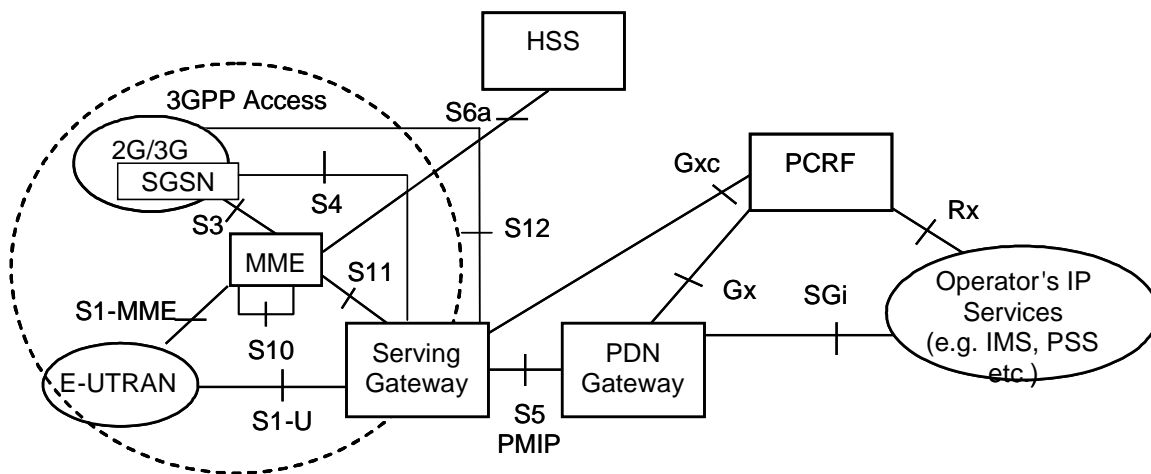 HSS
3GPP Access
S6a
2G/3G
SGSN
S4
S3
Gxc
PCRF
Rx
S12
MME
S11
S1-MME
S10
Gx
SGi
Operator's IP
Services
(e.g. IMS, PSS
etc.)
Serving
Gateway
PDN
Gateway
E-UTRAN
S1-U
S5
PMIP